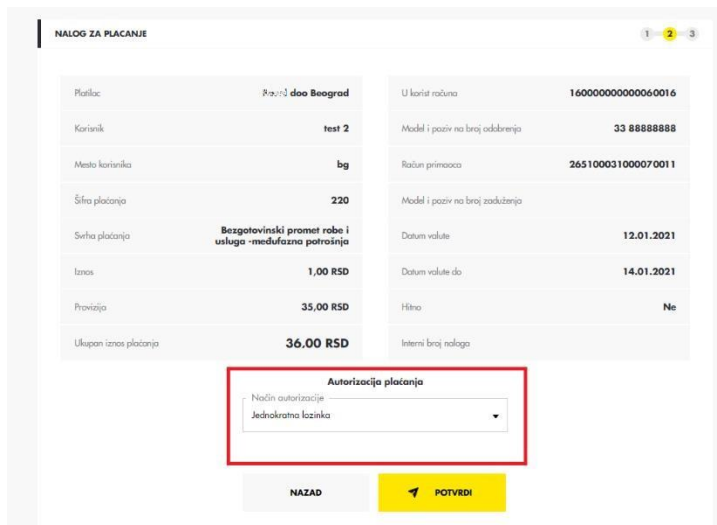 NALOG ZA PLACANJE
1 2 3
Platilac doo Beograd
Korisnik test 2
Mesto korisnika bg
Šifra plaćanja 220
Svrha plaćanja Bezgotovinski promet robe i
usluga -međufazna potrošnja
Iznos 1,00 RSD
Provizija 35,00 RSD
Ukupan iznos plaćanja 36,00 RSD
U korist računa 160000000000060016
Model i poziv na broj odobrenja 33 88888888
Račun primaoca 265100031000070011
Model i poziv na broj zaduženja
Datum valute 12.01.2021
Datum valute do 14.01.2021
Hitno Ne
Interni broj naloga
Autorizacija plaćanja
Način autorizacije
Jednokratna lozinka
NAZAD
POTVRDI